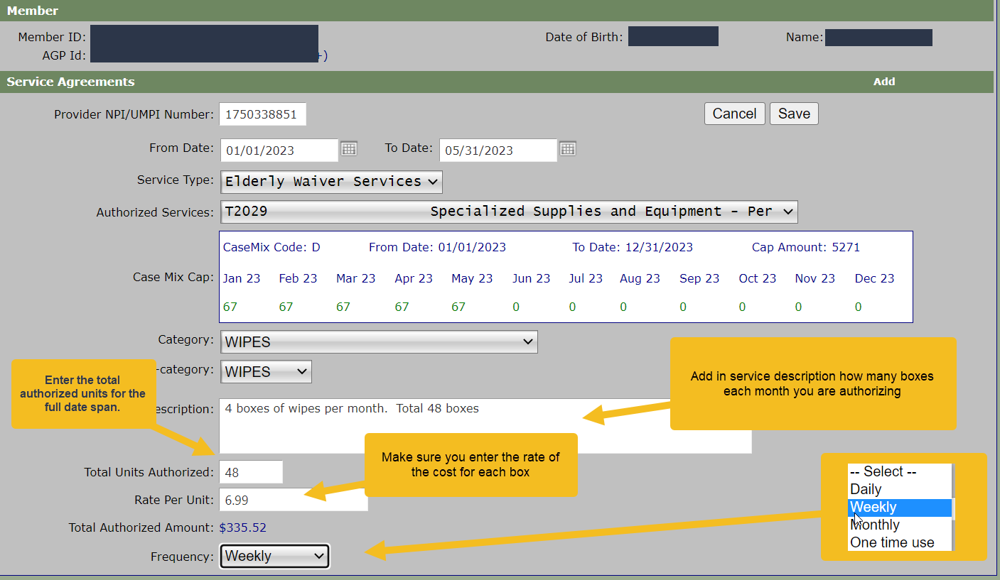 Member
Member ID: Date of Birth: Name:
AGP Id: +)
Service Agreements Add
Provider NPI/UMPI Number: 1750338851 Cancel Save
From Date: 01/01/2023 To Date: 05/31/2023
Service Type: Elderly Waiver Services
Authorized Services: T2029 Specialized Supplies and Equipment - Per
CaseMix Code: D From Date: 01/01/2023 To Date: 12/31/2023 Cap Amount: 5271
Case Mix Cap: Jan 23 Feb 23 Mar 23 Apr 23 May 23 Jun 23 Jul 23 Aug 23 Sep 23 Oct 23 Nov 23 Dec 23
67 67 67 67 67 0 0 0 0 0 0 0
Category: WIPES
-category: WIPES
Enter the total
authorized units for the
full date span.
Add in service description how many boxes
each month you are authorizing
escription: 4 boxes of wipes per month. Total 48 boxes
Make sure you enter the rate of
the cost for each box
Total Units Authorized: 48
Rate Per Unit: 6.99
Total Authorized Amount: $335.52
Frequency: Weekly
-- Select --
Daily
Weekly
Monthly
One time use